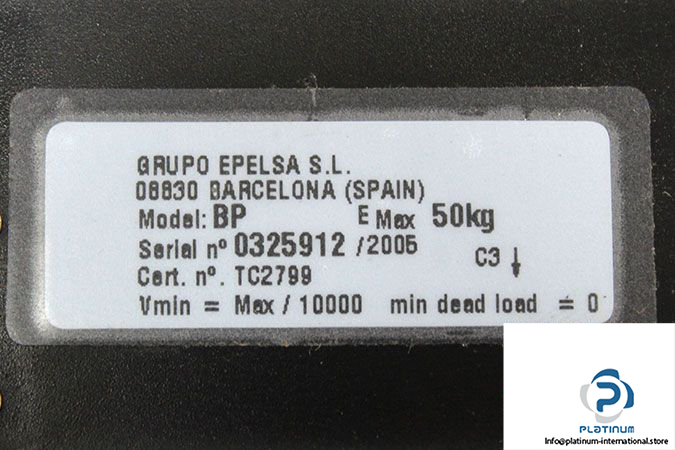 GRUPO EPELSA S.L.
08830 BARCELONA (SPAIN)
Model: BP E Max 50kg
Serial nº 0325912 /2005
C3 ↓
Cert. nº. TC2799
Vmin = Max / 10000 min dead load = 0
PLATINUM
Info@platinum-international.store